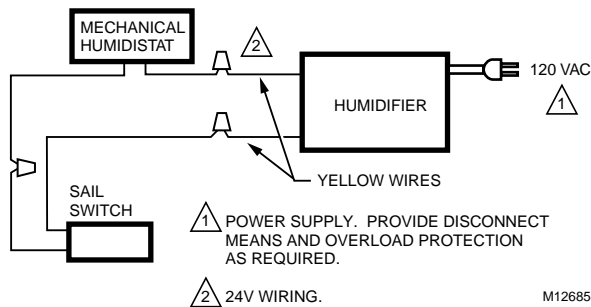 MECHANICAL
HUMIDISTAT
2
HUMIDIFIER
120 VAC
1
YELLOW WIRES
SAIL
SWITCH
1 POWER SUPPLY. PROVIDE DISCONNECT
MEANS AND OVERLOAD PROTECTION
AS REQUIRED.
2 24V WIRING.
M12685